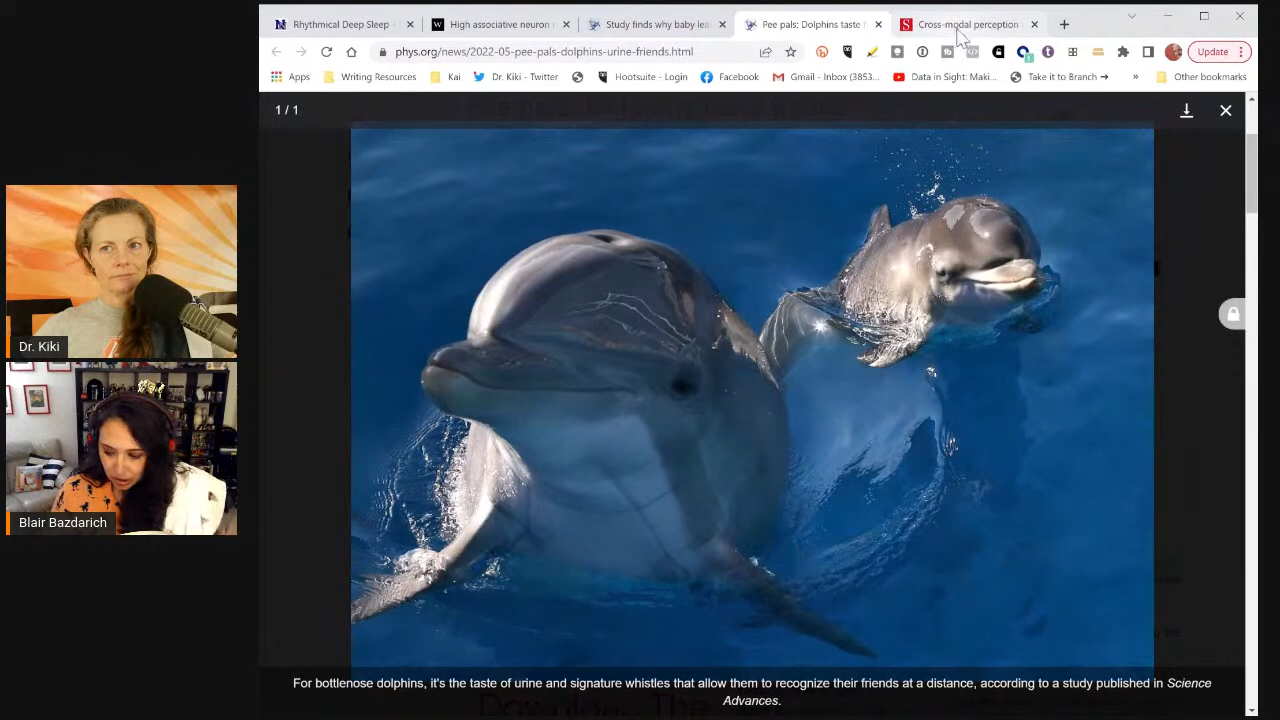 Rhythmical Deep Sleep
High associative neuron
Study finds why baby lea
Pee pals: Dolphins taste
Cross-modal perception
phys.org/news/2022-05-pee-pals-dolphins-urine-friends.html
Update
Apps
Writing Resources
Kai
Dr. Kiki - Twitter
Hootsuite - Login
Facebook
Gmail - Inbox (3853...
Data in Sight: Maki...
Take it to Branch →
»
Other bookmarks
1 / 1
Dr. Kiki
Blair Bazdarich
For bottlenose dolphins, it's the taste of urine and signature whistles that allow them to recognize their friends at a distance, according to a study published in Science
Advances.